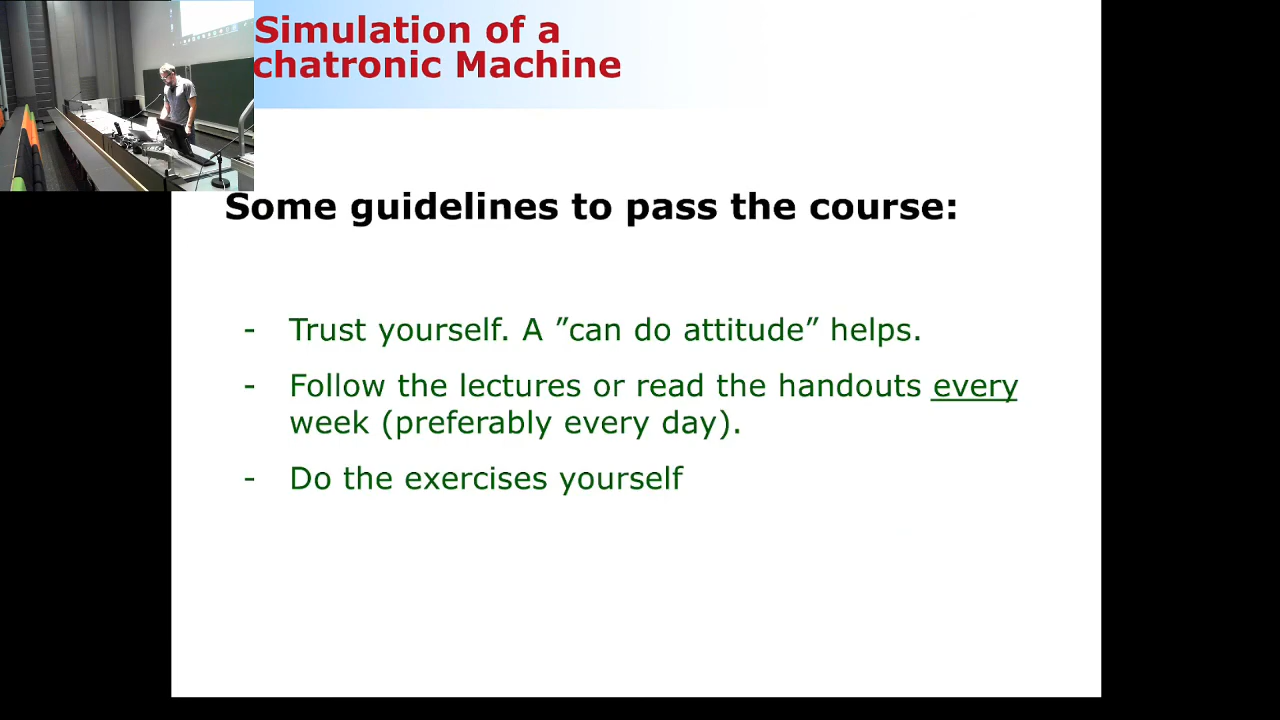 Simulation of a
chatronic Machine
Some guidelines to pass the course:
- Trust yourself. A ”can do attitude” helps.
- Follow the lectures or read the handouts every
week (preferably every day).
- Do the exercises yourself